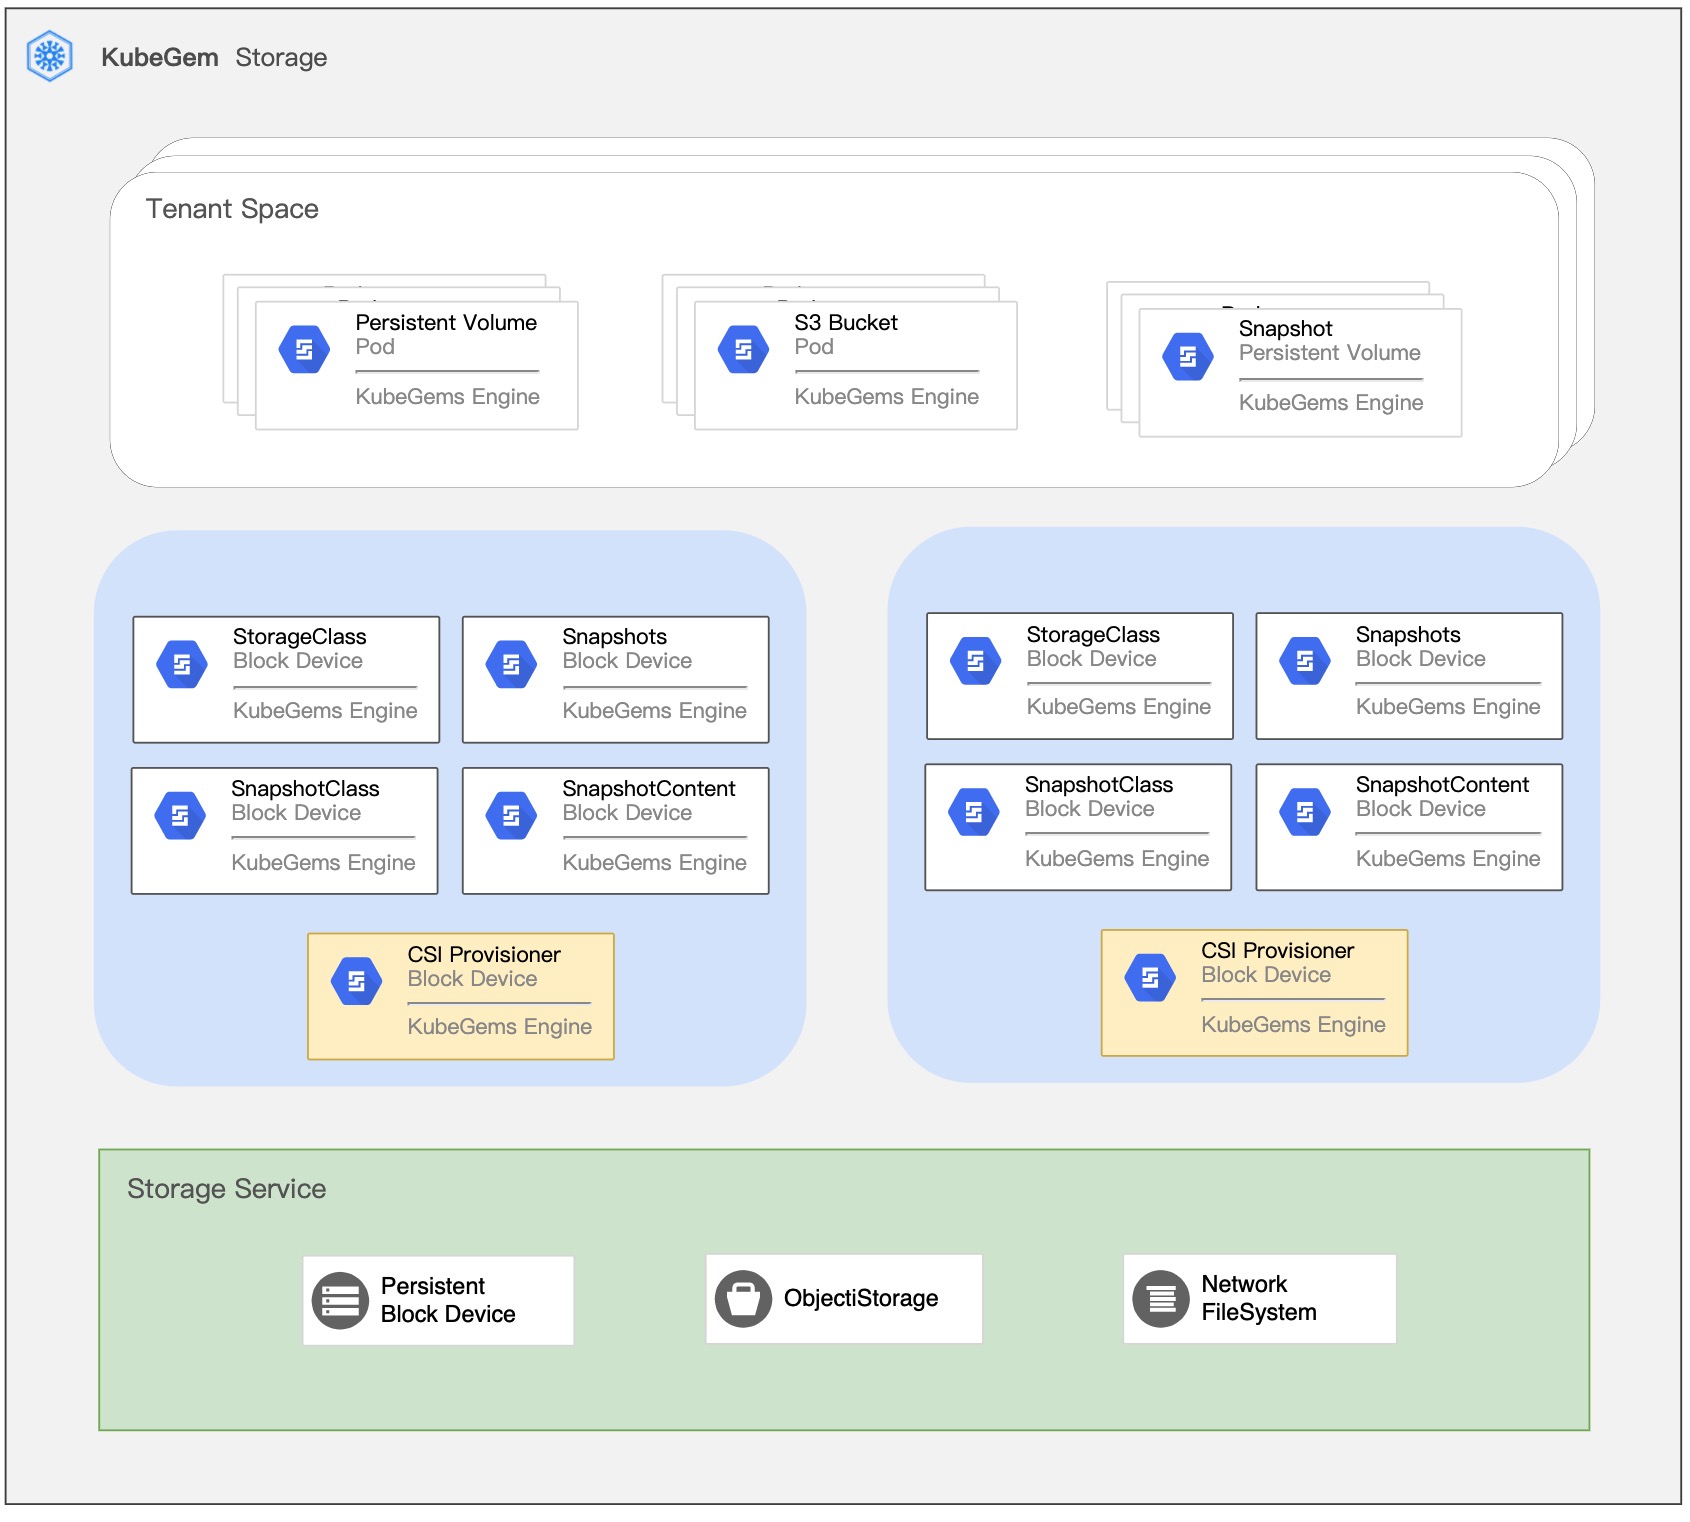 KubeGem Storage
Tenant Space
Persistent Volume
Pod
KubeGems Engine
S3 Bucket
Pod
KubeGems Engine
Snapshot
Persistent Volume
KubeGems Engine
StorageClass
Block Device
KubeGems Engine
Snapshots
Block Device
KubeGems Engine
SnapshotClass
Block Device
KubeGems Engine
SnapshotContent
Block Device
KubeGems Engine
CSI Provisioner
Block Device
KubeGems Engine
StorageClass
Block Device
KubeGems Engine
Snapshots
Block Device
KubeGems Engine
SnapshotClass
Block Device
KubeGems Engine
SnapshotContent
Block Device
KubeGems Engine
CSI Provisioner
Block Device
KubeGems Engine
Storage Service
Persistent
Block Device
ObjectiStorage
Network
FileSystem